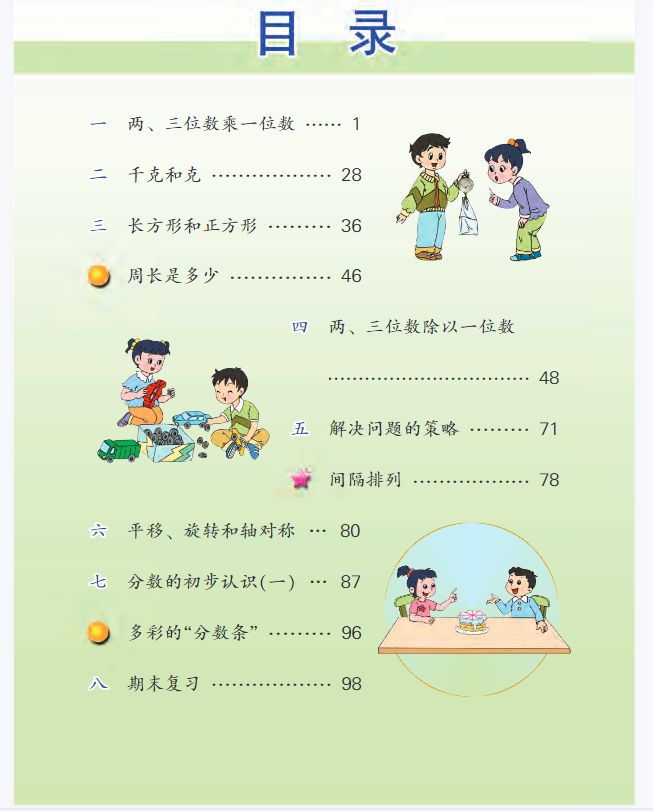 目 录
一 两、三位数乘一位数 …… 1
二 千克和克 ……………… 28
三 长方形和正方形 ……… 36
周长是多少 …………… 46
四 两、三位数除以一位数
………………………… 48
五 解决问题的策略 ……… 71
间隔排列 ……………… 78
六 平移、旋转和轴对称 … 80
七 分数的初步认识(一) … 87
多彩的“分数条” ……… 96
八 期末复习 ……………… 98